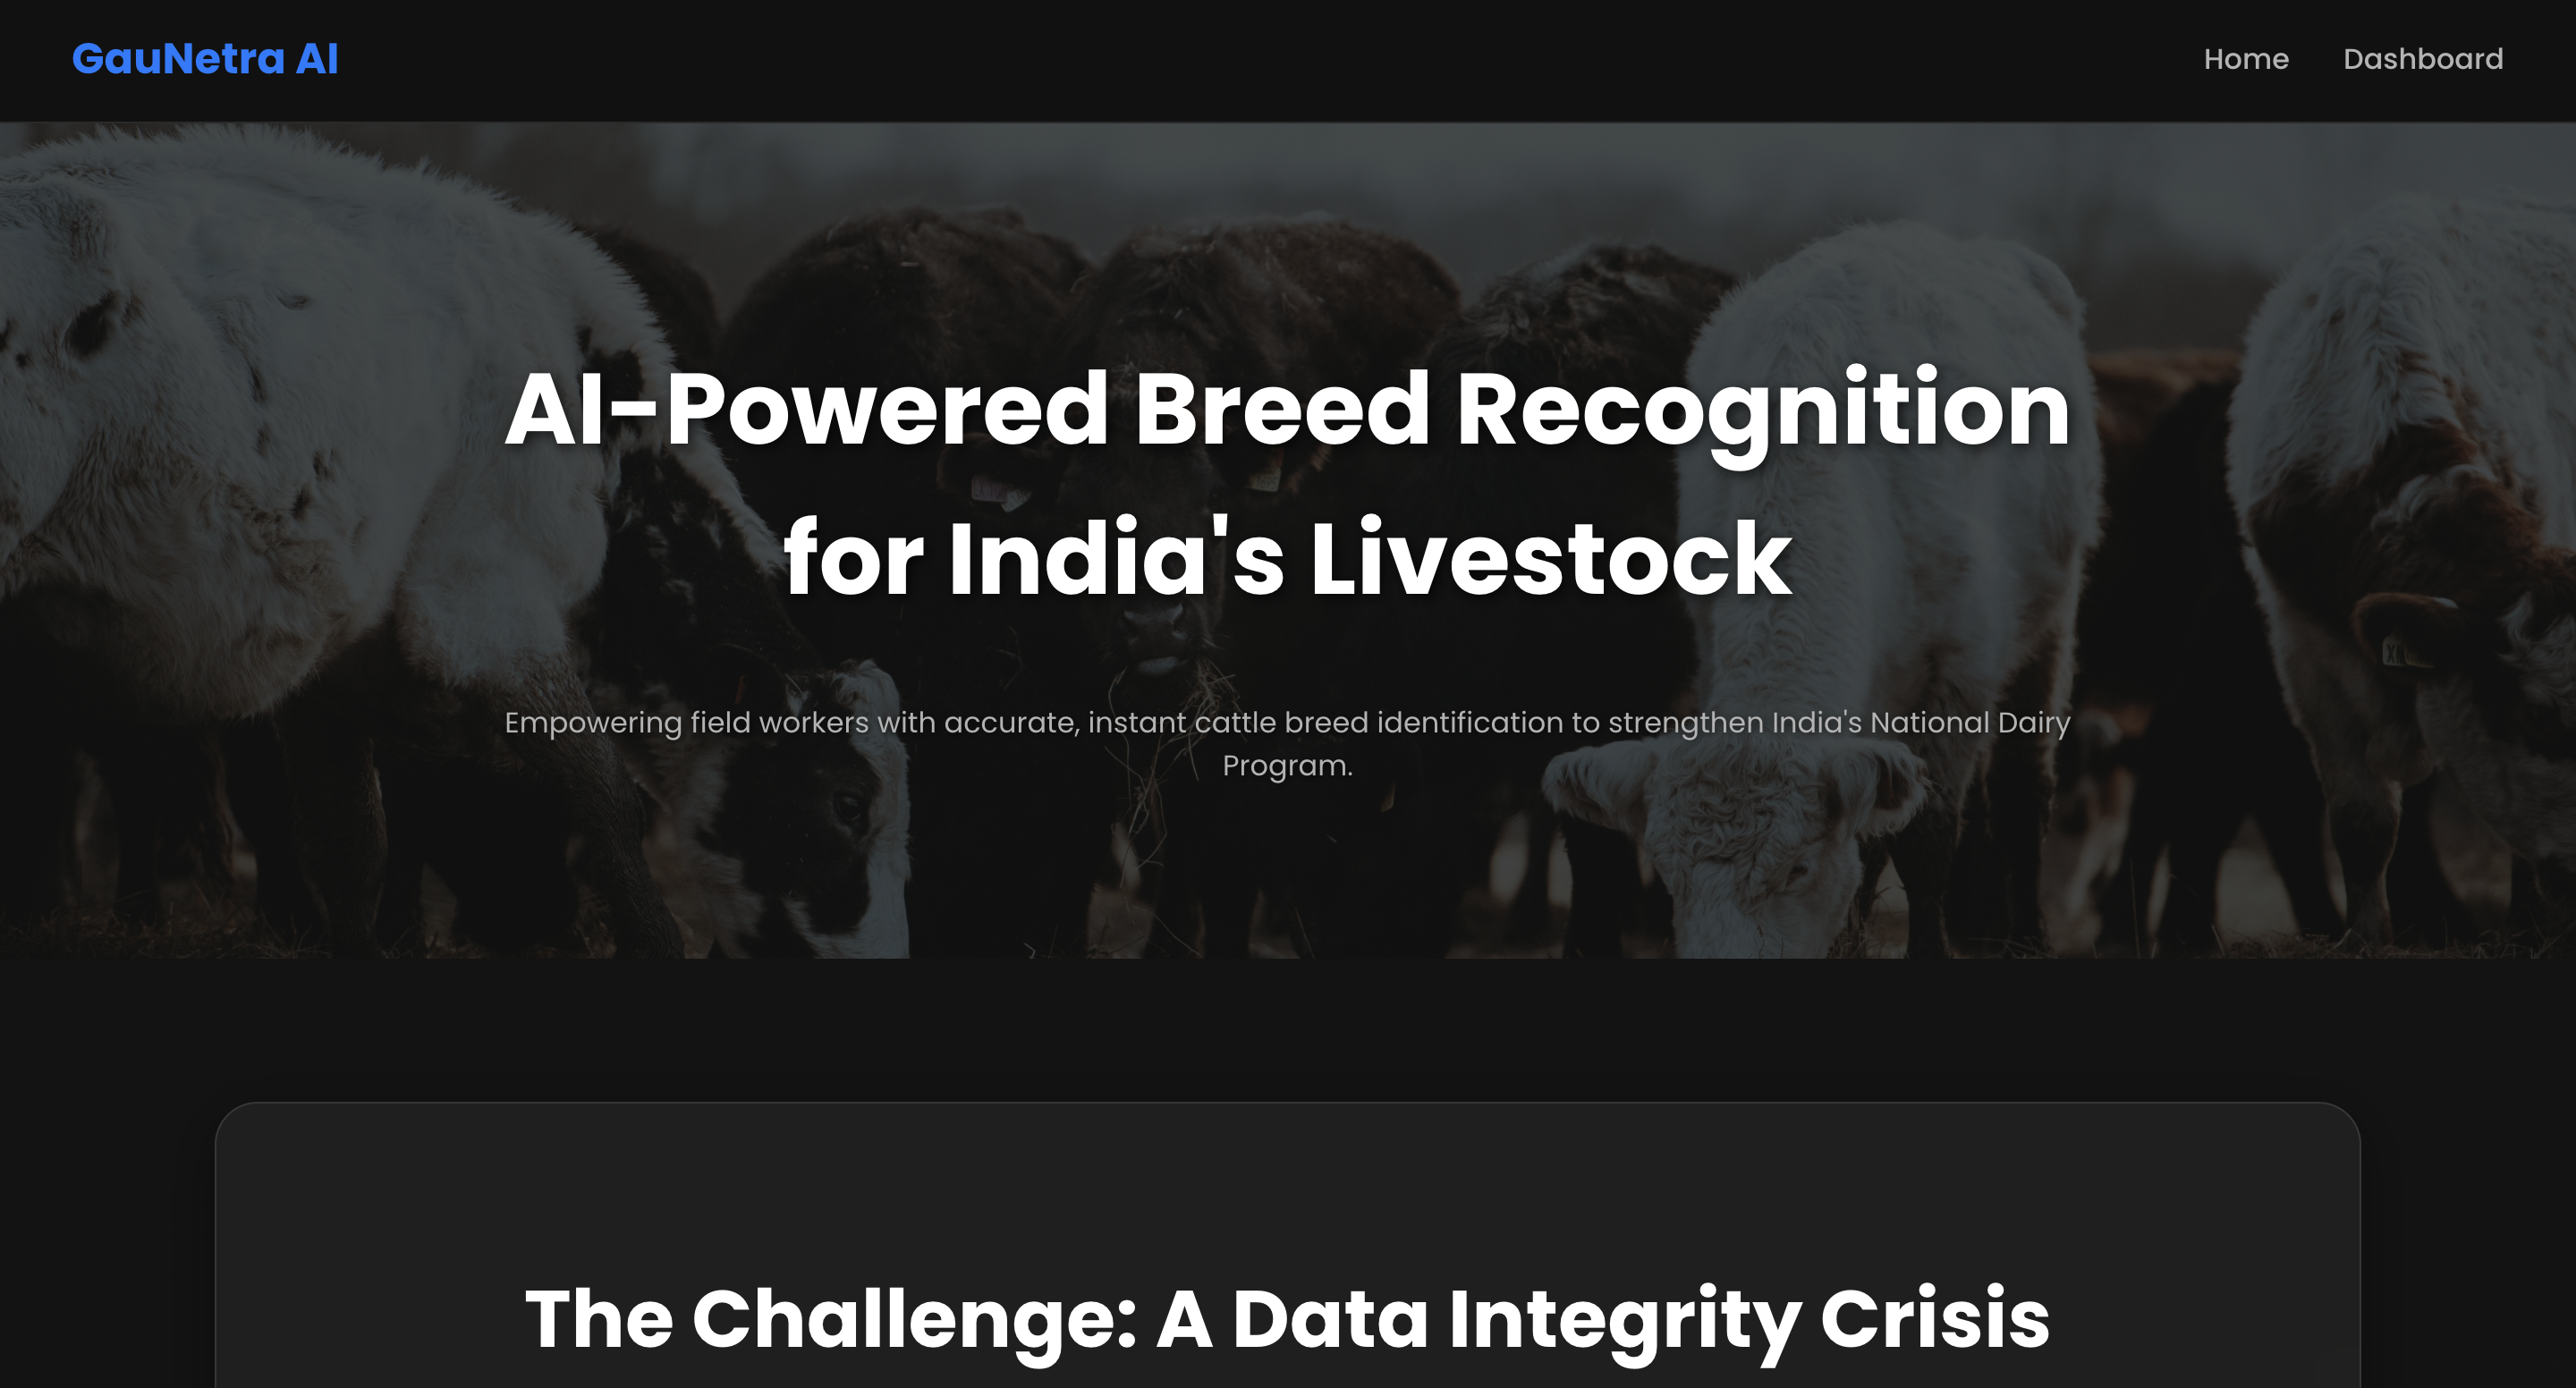 GauNetra AI
Home
Dashboard
AI-Powered Breed Recognition
for India's Livestock
Empowering field workers with accurate, instant cattle breed identification to strengthen India's National Dairy
Program.
The Challenge: A Data Integrity Crisis